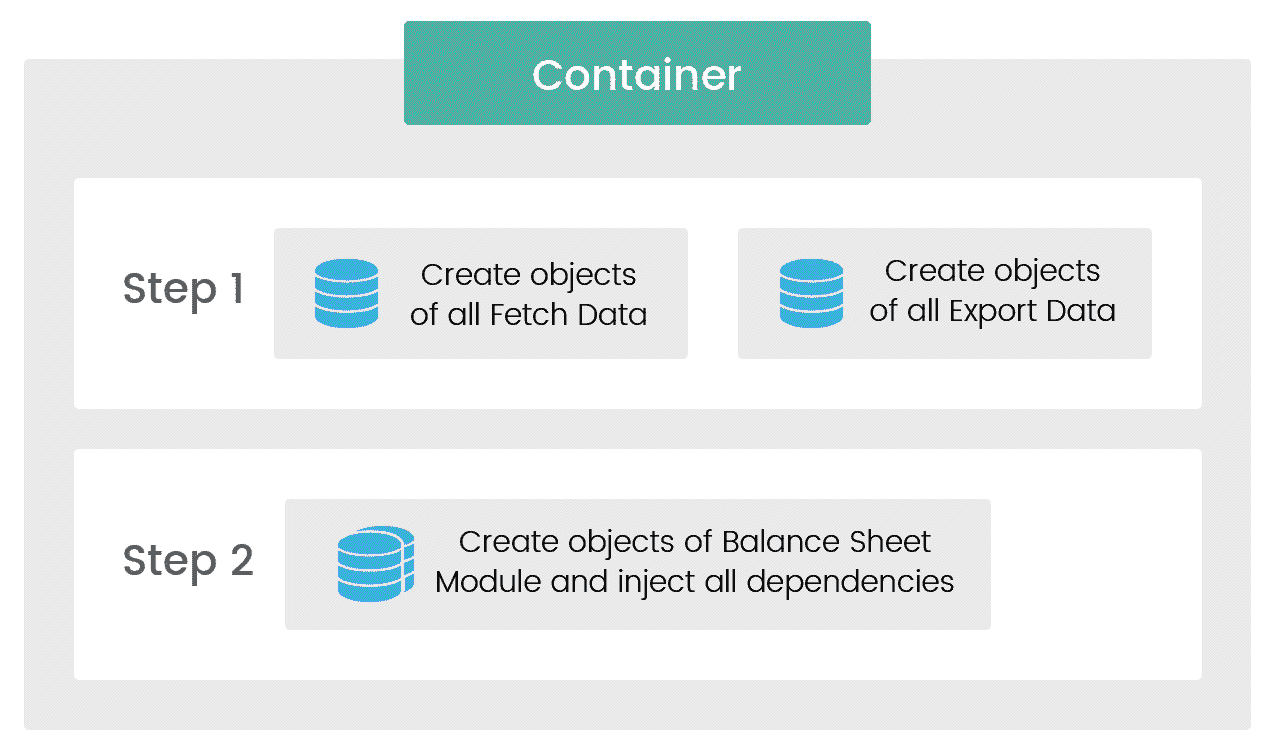 Container
Step 1
Create objects
of all Fetch Data
Create objects
of all Export Data
Step 2
Create objects of Balance Sheet
Module and inject all dependencies